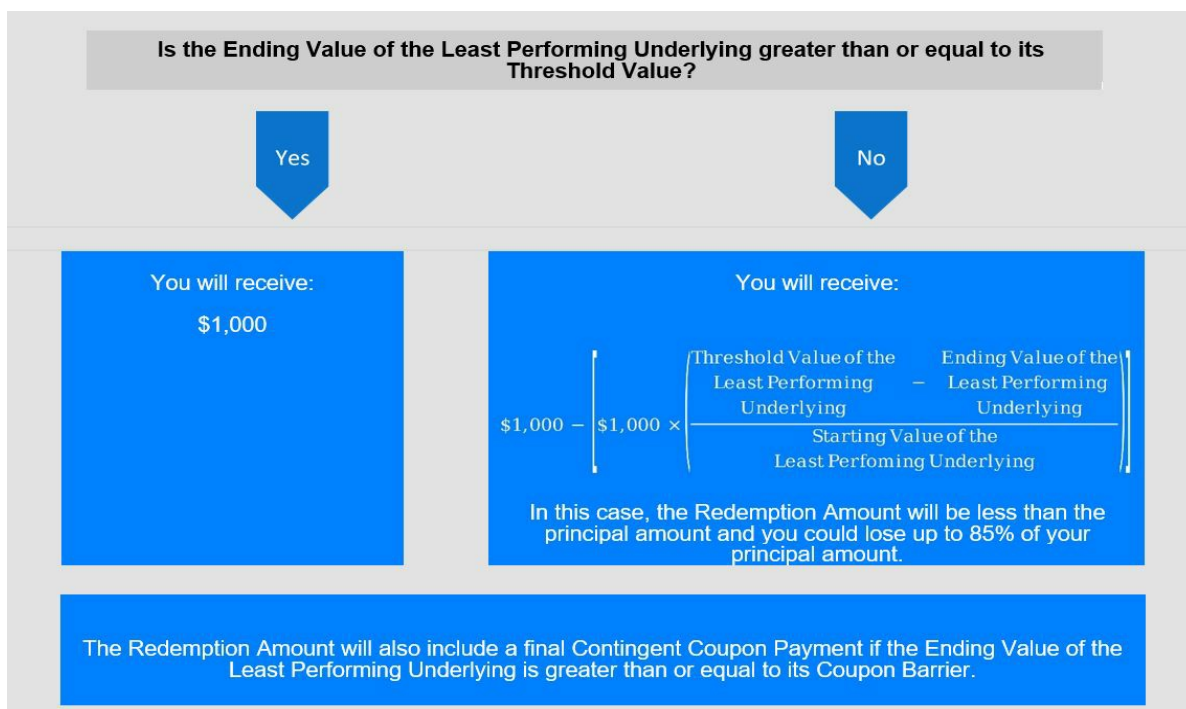 Is the Ending Value of the Least Performing Underlying greater than or equal to its
Threshold Value?
Yes
No
You will receive:
$1,000
You will receive:
$1,000 − [$1,000 × (
Threshold Value of the
Least Performing
Underlying
−
Ending Value of the
Least Performing
Underlying
Starting Value of the
Least Perfoming Underlying
)]
In this case, the Redemption Amount will be less than the
principal amount and you could lose up to 85% of your
principal amount.
The Redemption Amount will also include a final Contingent Coupon Payment if the Ending Value of the
Least Performing Underlying is greater than or equal to its Coupon Barrier.